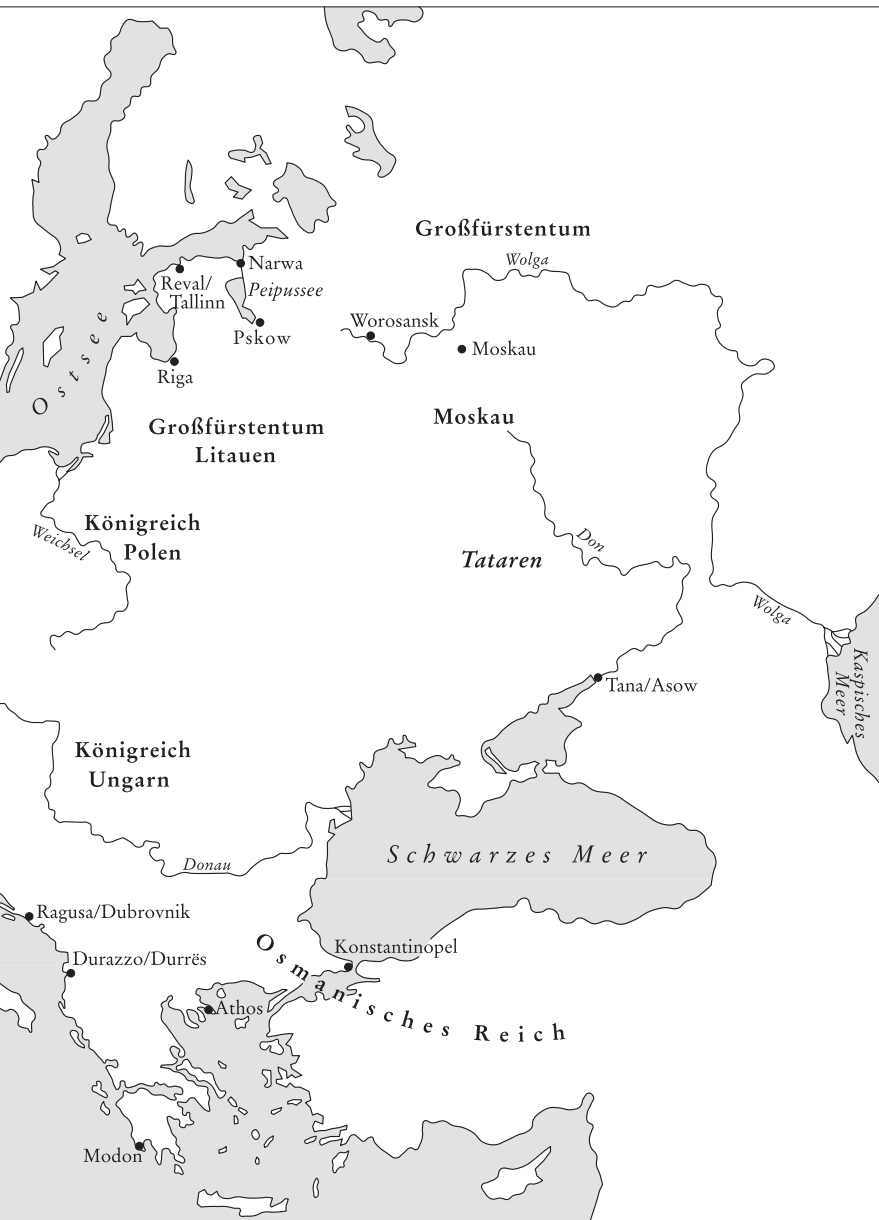 Großfürstentum
Wolga
Narwa
Reval/
Tallinn
Peipussee
Pskow
Worosansk
Moskau
Riga
Ostsee
Moskau
Großfürstentum
Litauen
Königreich
Polen
Weichsel
Don
Tataren
Wolga
Kaspisches
Meer
Tana/Asow
Königreich
Ungarn
Schwarzes Meer
Donau
Ragusa/Dubrovnik
Konstantinopel
Durazzo/Durrës
Osmanisches Reich
Athos
Modon